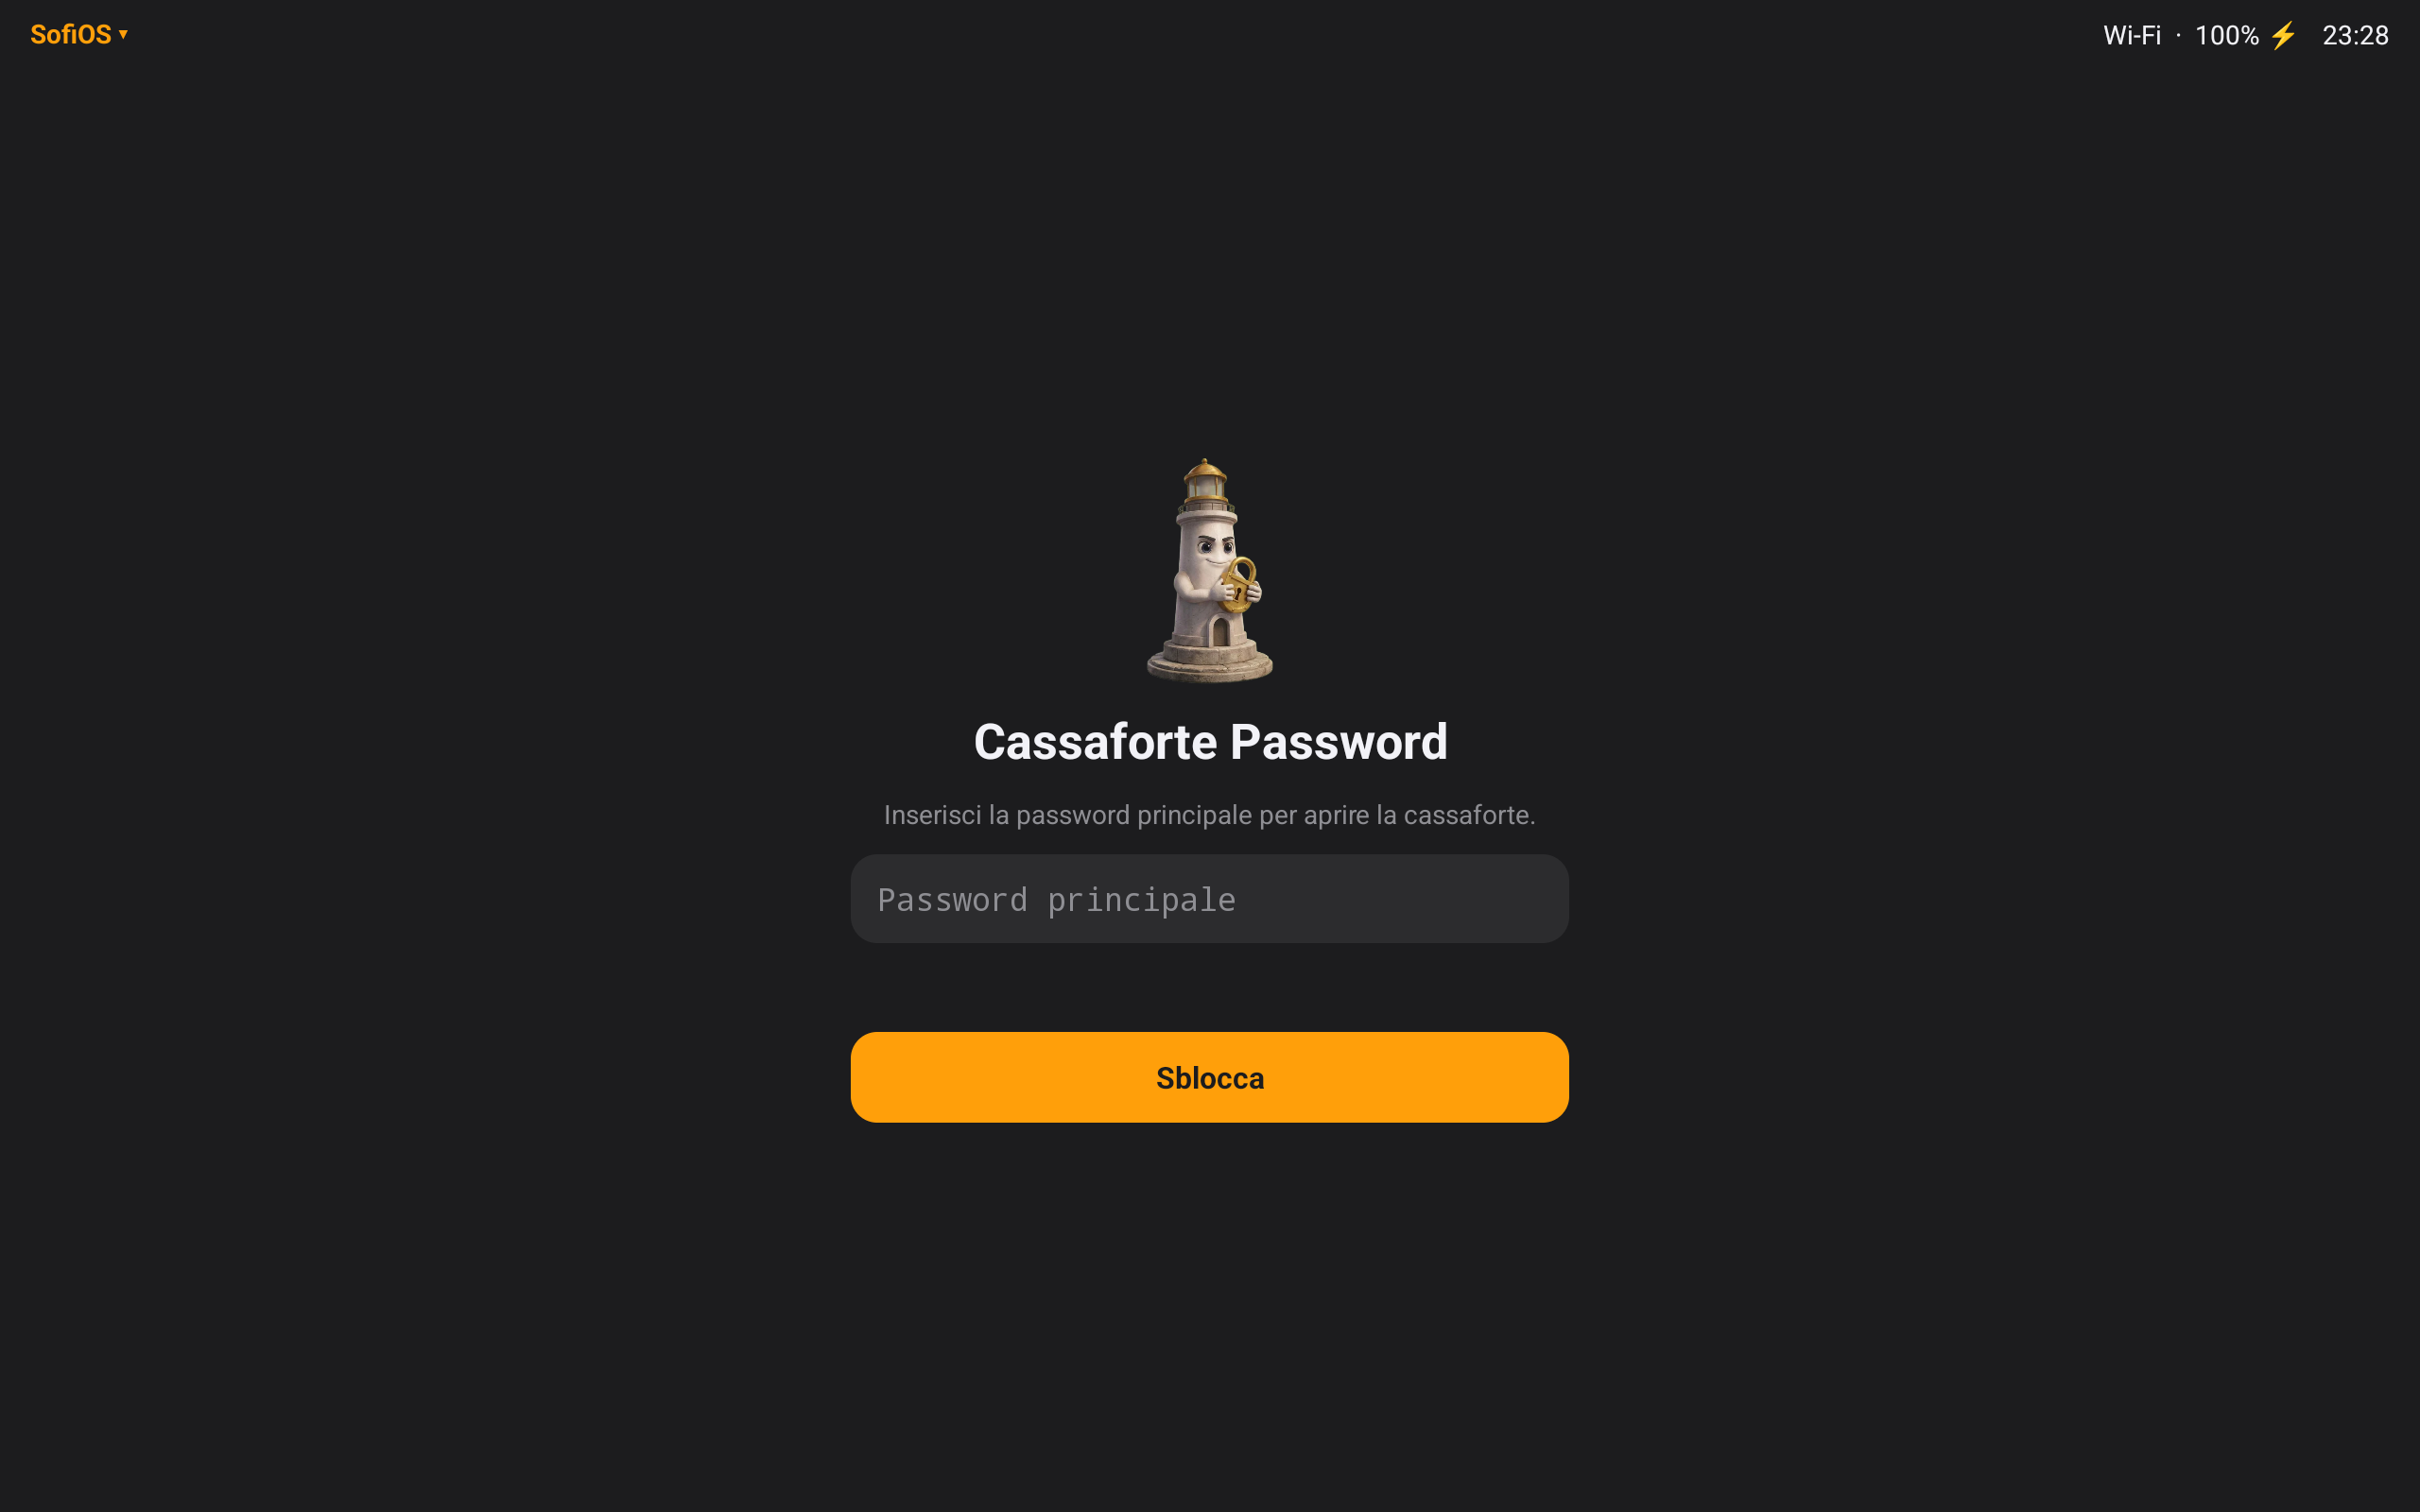 SofiOS ▾
Wi-Fi · 100% ⚡ 23:28
Cassaforte Password
Inserisci la password principale per aprire la cassaforte.
Password principale
Sblocca